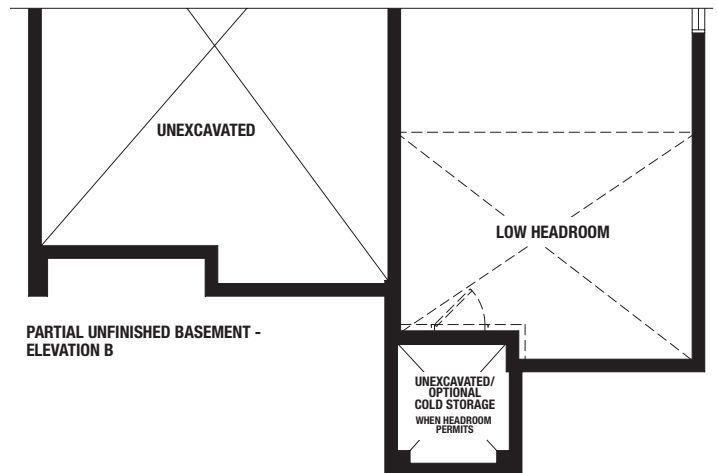 UNEXCAVATED
LOW HEADROOM
PARTIAL UNFINISHED BASEMENT -
ELEVATION B
UNEXCAVATED/
OPTIONAL
COLD STORAGE
WHEN HEADROOM
PERMITS